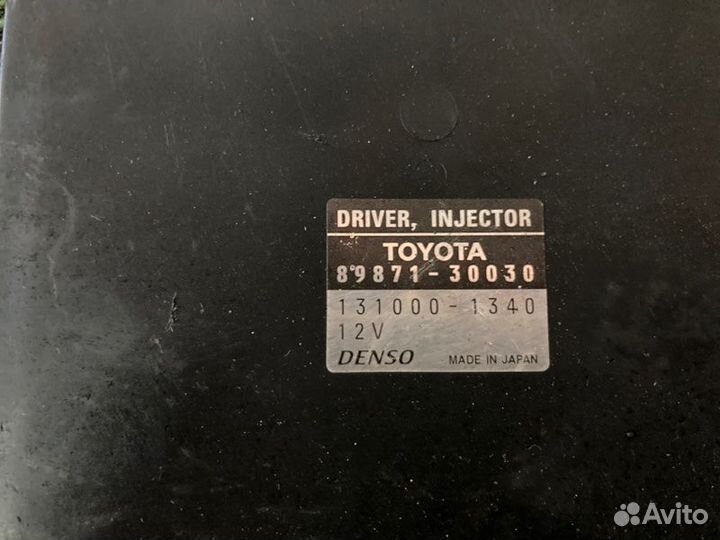 DRIVER, INJECTOR
TOYOTA
89871-30030
131000-1340
12V
DENSO MADE IN JAPAN
Avito